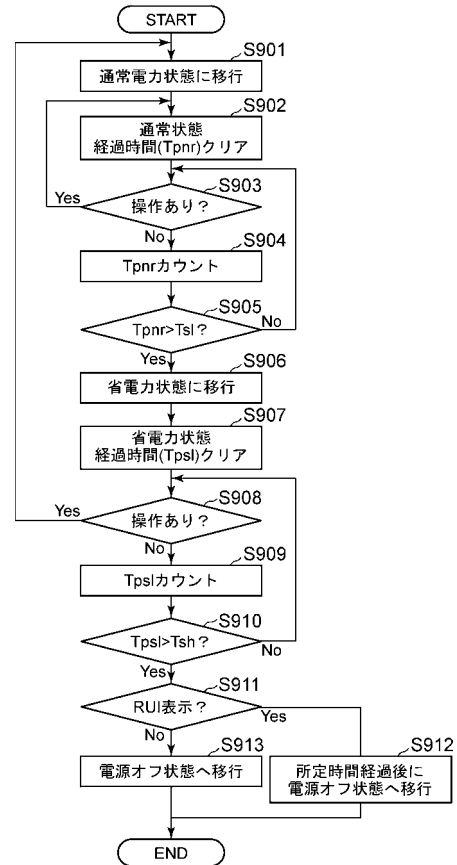 START
S901
通常電力状態に移行
S902
通常状態
経過時間(Tpnr)クリア
S903
Yes
操作あり？
No
S904
Tpnrカウント
S905
Tpnr>Tsl？
No
Yes
S906
省電力状態に移行
S907
省電力状態
経過時間(Tpsl)クリア
S908
Yes
操作あり？
No
S909
Tpslカウント
S910
Tpsl>Tsh？
No
Yes
S911
RUI表示？
Yes
No
S913
電源オフ状態へ移行
S912
所定時間経過後に
電源オフ状態へ移行
END